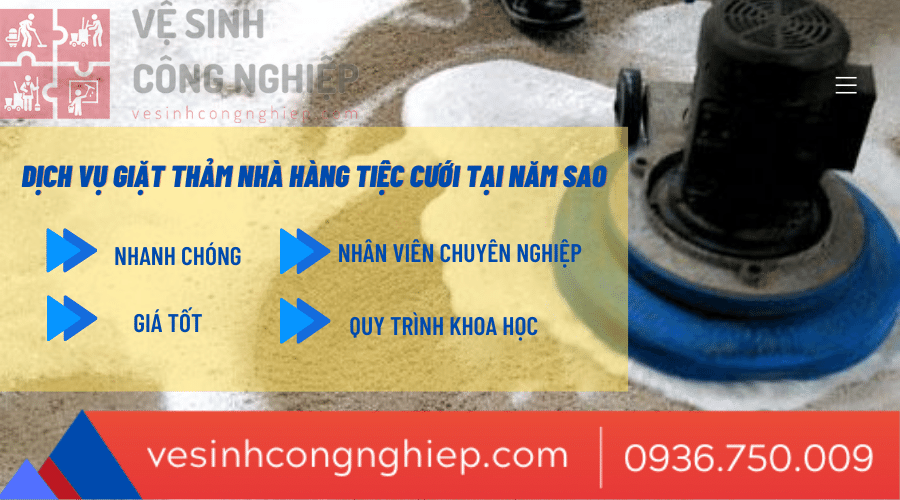 VỆ SINH
CÔNG NGHIỆP
vesinhcongnghiep.com
DỊCH VỤ GIẶT THẢM NHÀ HÀNG TIỆC CƯỚI TẠI NĂM SAO
NHANH CHÓNG
NHÂN VIÊN CHUYÊN NGHIỆP
GIÁ TỐT
QUY TRÌNH KHOA HỌC
vesinhcongnghiep.com
0936.750.009